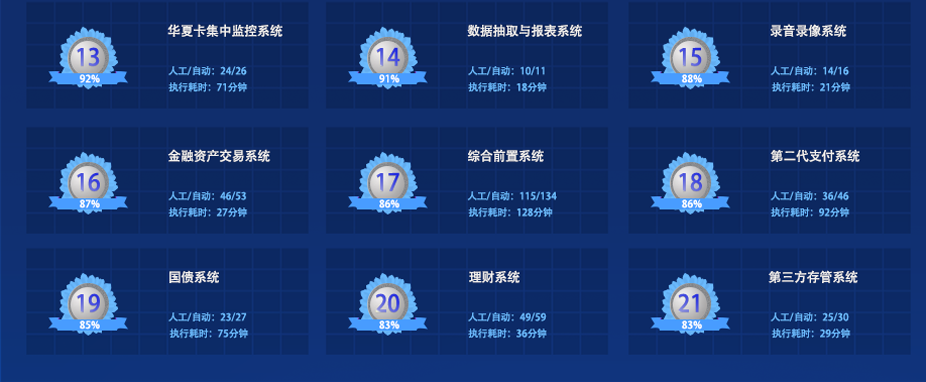 华夏卡集中监控系统
13
92%
人工/自动：24/26
执行耗时：71分钟
数据抽取与报表系统
14
91%
人工/自动：10/11
执行耗时：18分钟
录音录像系统
15
88%
人工/自动：14/16
执行耗时：21分钟
金融资产交易系统
16
87%
人工/自动：46/53
执行耗时：27分钟
综合前置系统
17
86%
人工/自动：115/134
执行耗时：128分钟
第二代支付系统
18
86%
人工/自动：36/46
执行耗时：92分钟
国债系统
19
85%
人工/自动：23/27
执行耗时：75分钟
理财系统
20
83%
人工/自动：49/59
执行耗时：36分钟
第三方存管系统
21
83%
人工/自动：25/30
执行耗时：29分钟